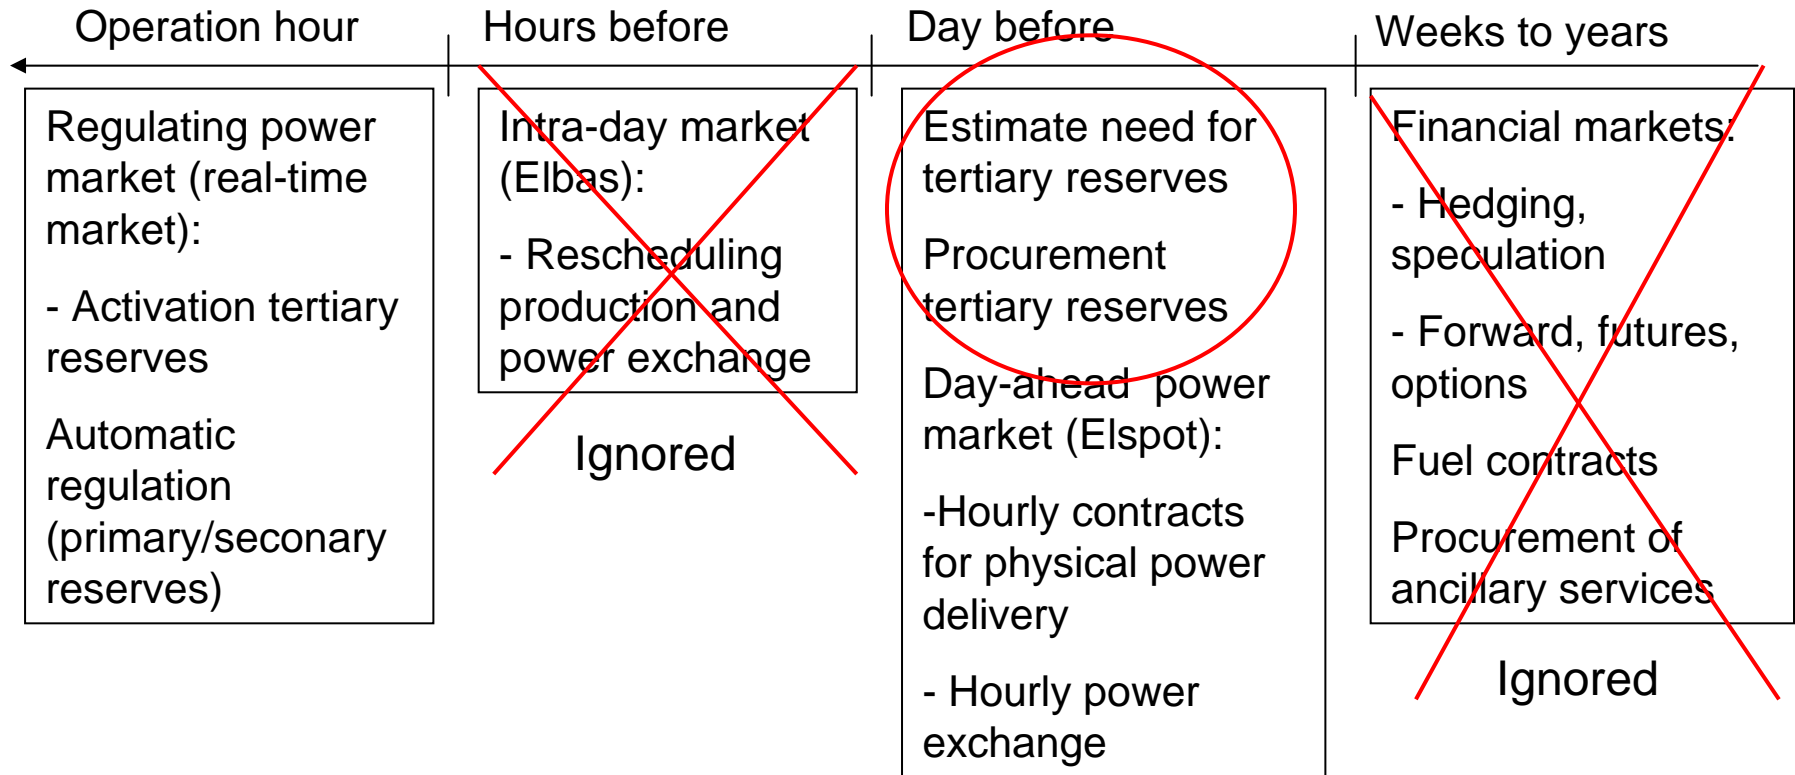 Operation hour
Hours before
Day before
Weeks to years
Regulating power
market (real-time
market):
- Activation tertiary
reserves
Automatic
regulation
(primary/seconary
reserves)
Intra-day market
(Elbas):
- Rescheduling
production and
power exchange
Ignored
Estimate need for
tertiary reserves
Procurement
tertiary reserves
Day-ahead power
market (Elspot):
-Hourly contracts
for physical power
delivery
- Hourly power
exchange
Financial markets:
- Hedging,
speculation
- Forward, futures,
options
Fuel contracts
Procurement of
ancillary services
Ignored